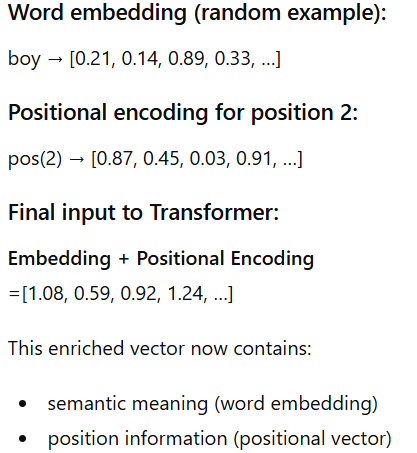 Word embedding (random example):
boy → [0.21, 0.14, 0.89, 0.33, ...]
Positional encoding for position 2:
pos(2) → [0.87, 0.45, 0.03, 0.91, ...]
Final input to Transformer:
Embedding + Positional Encoding
=[1.08, 0.59, 0.92, 1.24, ...]
This enriched vector now contains:
• semantic meaning (word embedding)
• position information (positional vector)